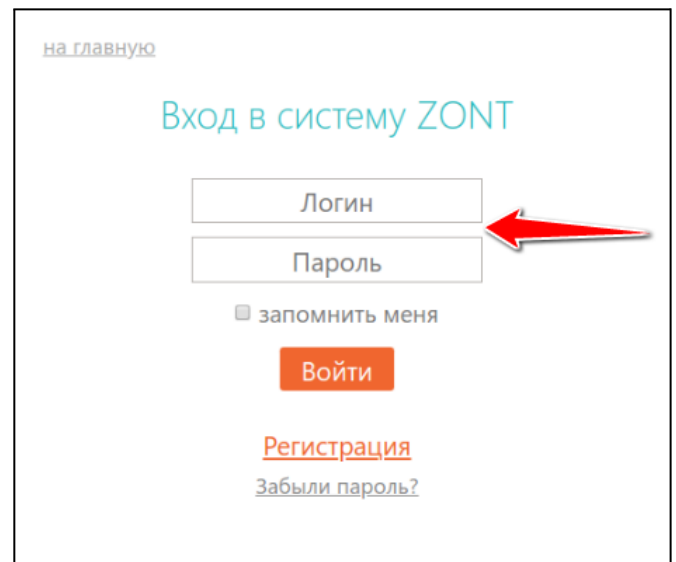 на главную
Вход в систему ZONT
Логин
Пароль
запомнить меня
Войти
Регистрация
Забыли пароль?